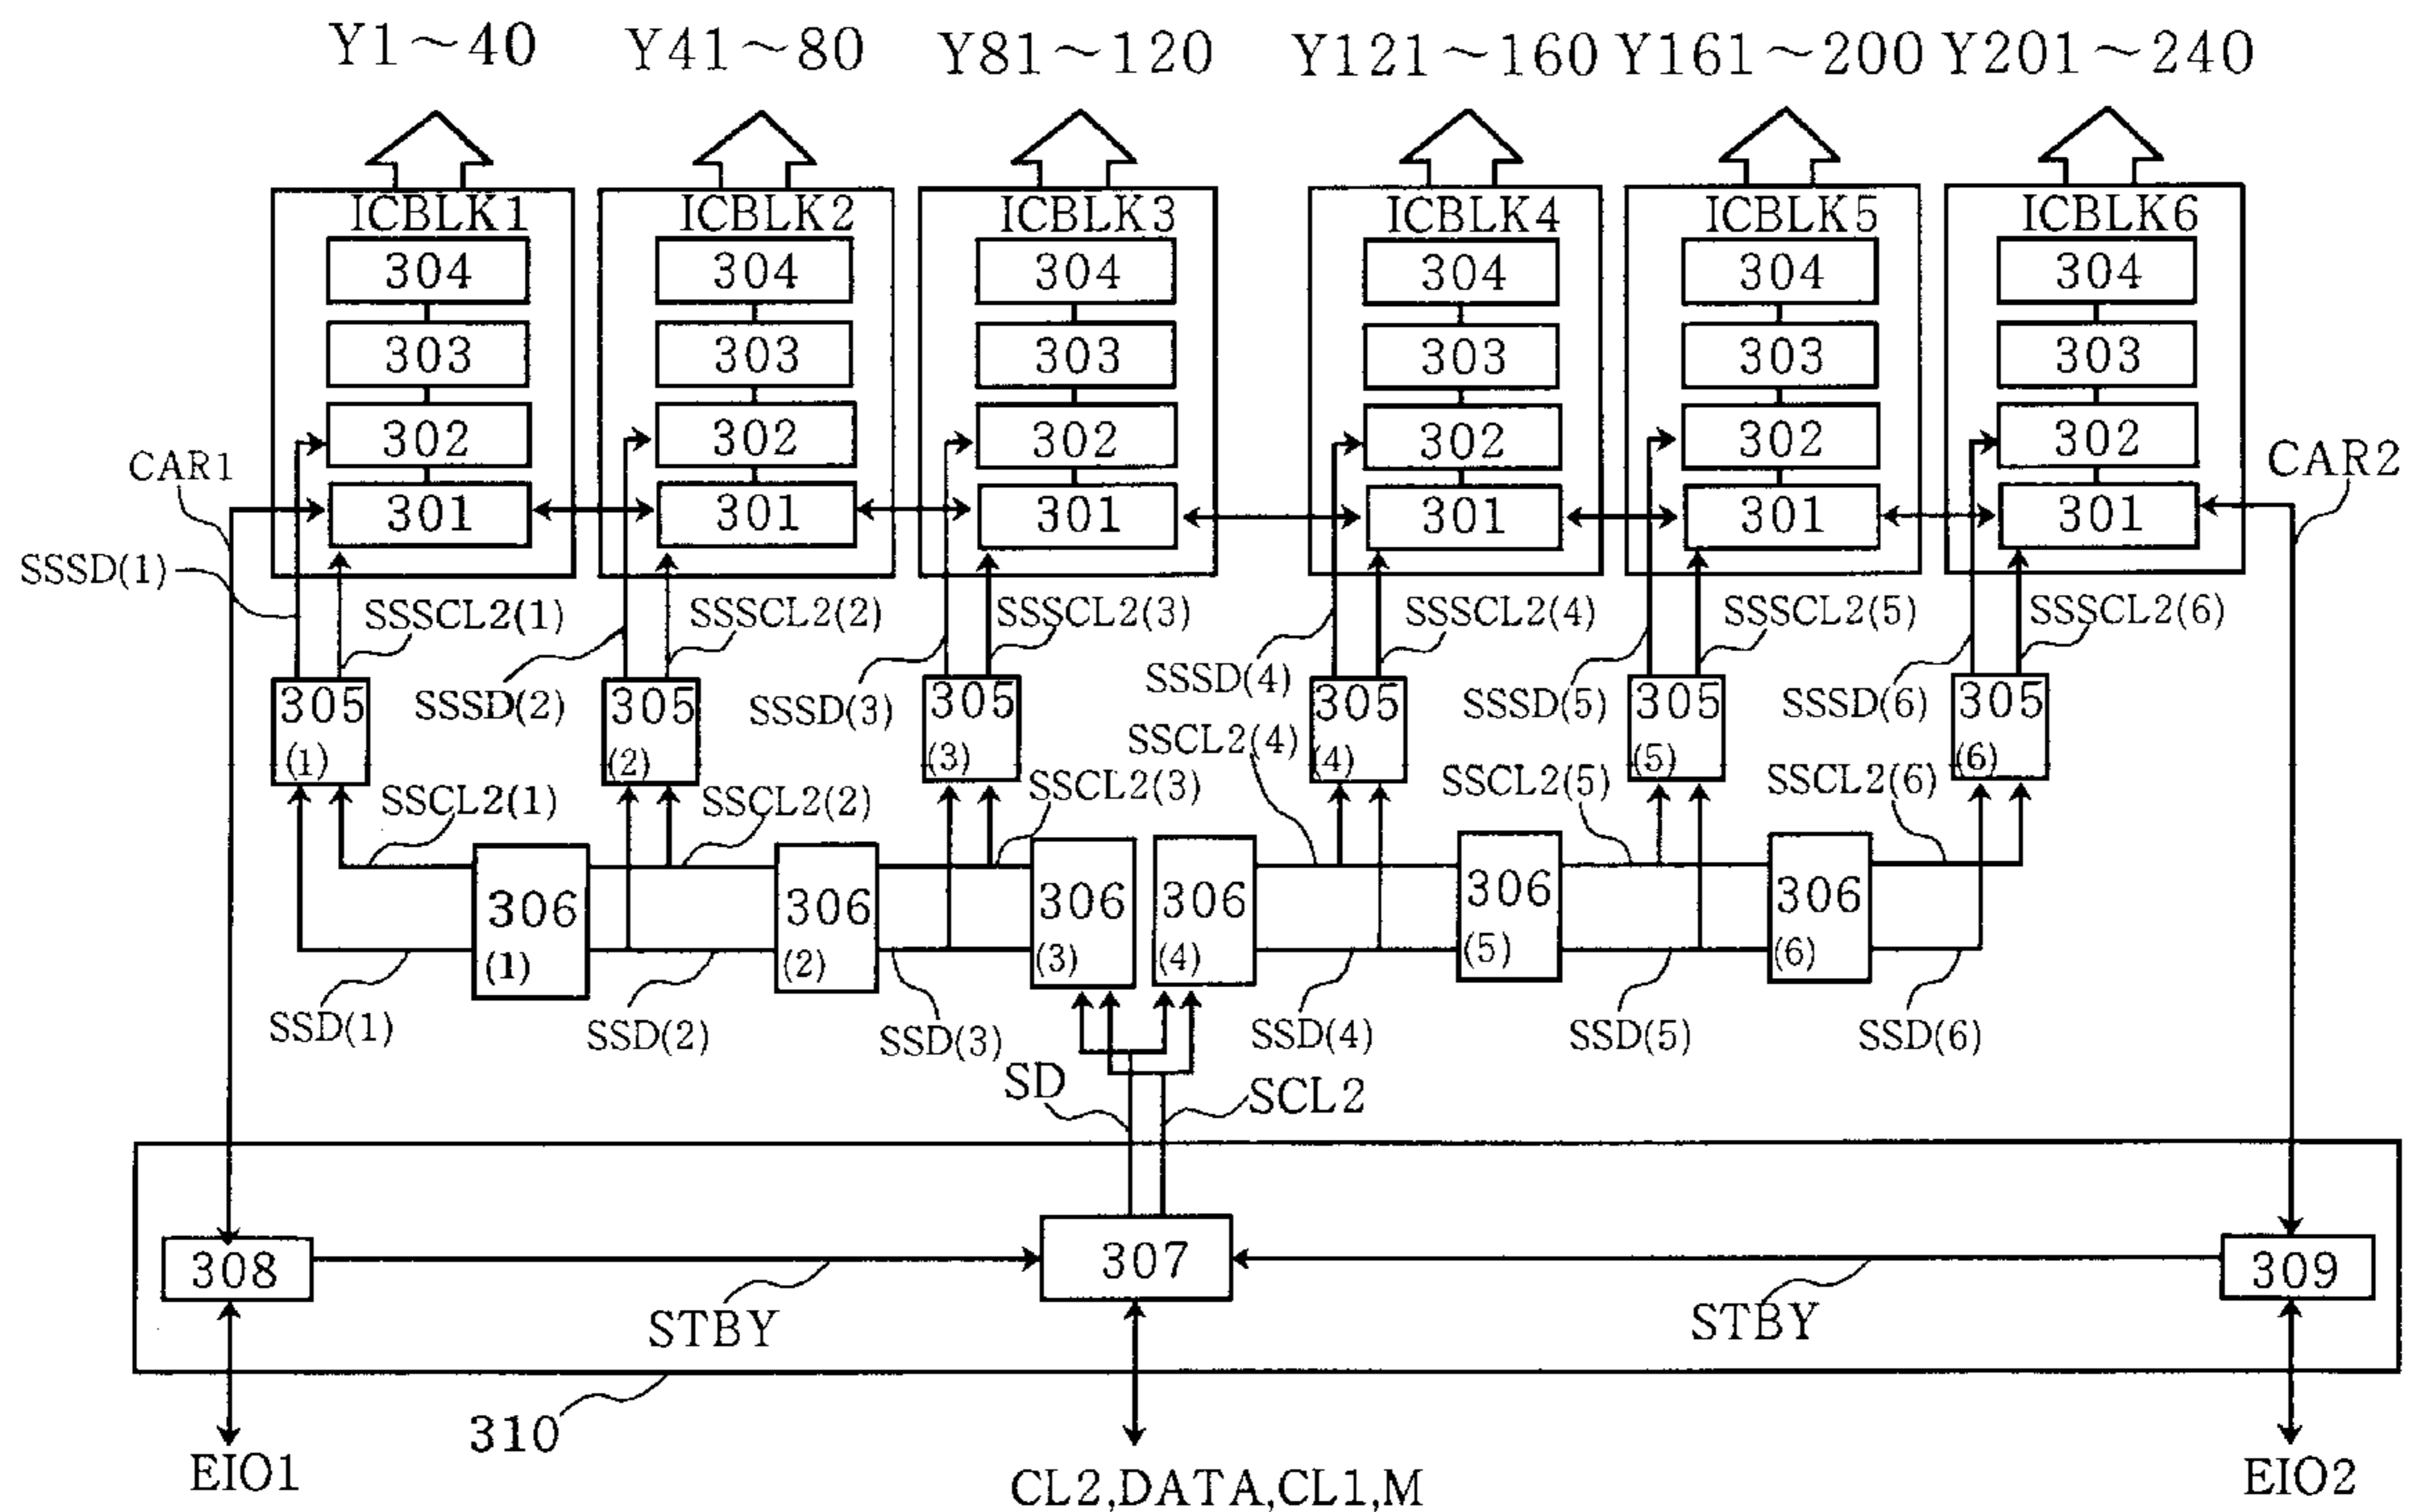 Y1～40 Y41～80 Y81～120 Y121～160 Y161～200 Y201～240
ICBLK1 ICBLK2 ICBLK3 ICBLK4 ICBLK5 ICBLK6
304 304 304 304 304 304
303 303 303 303 303 303
302 302 302 302 302 302
CAR1 CAR2
301 301 301 301 301 301
SSSD(1)
SSSCL2(1) SSSCL2(2) SSSCL2(3) SSSCL2(4) SSSCL2(5) SSSCL2(6)
SSSD(2) SSSD(3) SSSD(4) SSSD(5) SSSD(6)
305 305 305 305 305 305
(1) (2) (3) (4) (5) (6)
SSCL2(1) SSCL2(2) SSCL2(3) SSCL2(4) SSCL2(5) SSCL2(6)
306 306 306 306 306 306
(1) (2) (3) (4) (5) (6)
SSD(1) SSD(2) SSD(3) SSD(4) SSD(5) SSD(6)
SD SCL2
308 307 309
STBY STBY
310
EIO1 CL2,DATA,CL1,M EIO2